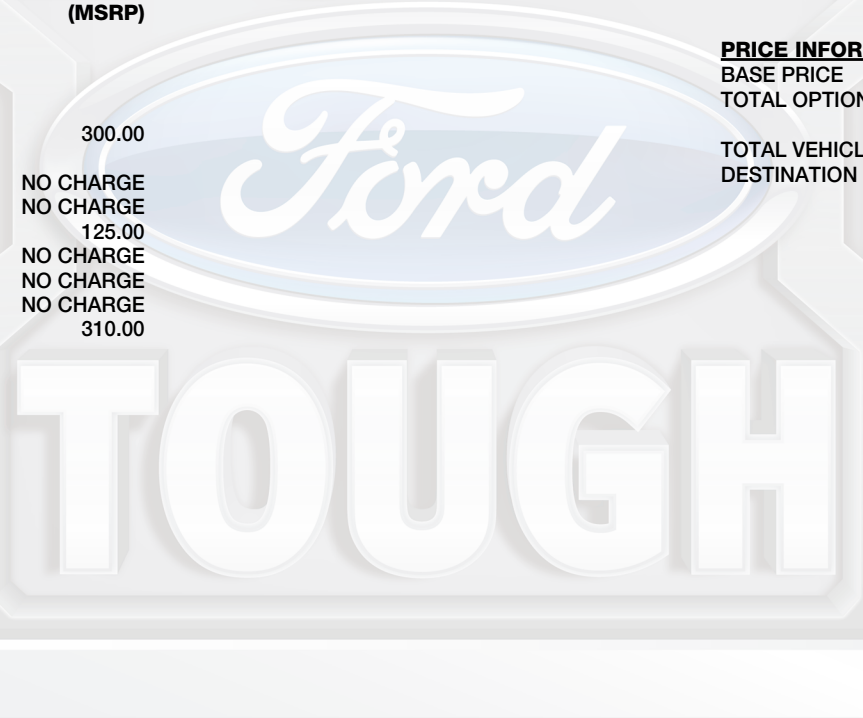 (MSRP)
300.00
NO CHARGE
NO CHARGE
125.00
NO CHARGE
NO CHARGE
NO CHARGE
310.00
PRICE INFOR
BASE PRICE
TOTAL OPTION
TOTAL VEHICL
DESTINATION
Ford
TOUGH